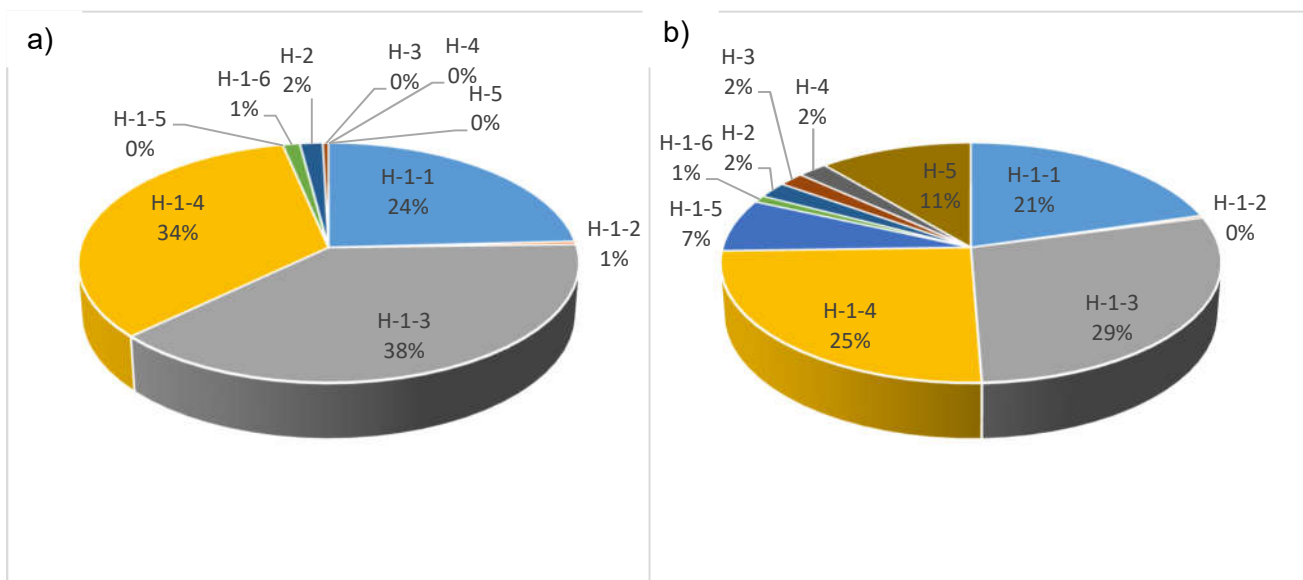 a)
H-1-5
0%
H-1-6
1%
H-2
2%
H-3
0%
H-4
0%
H-5
0%
H-1-1
24%
H-1-2
1%
H-1-3
38%
H-1-4
34%
b)
H-1-5
7%
H-1-6
1%
H-2
2%
H-3
2%
H-4
2%
H-5
11%
H-1-1
21%
H-1-2
0%
H-1-3
29%
H-1-4
25%